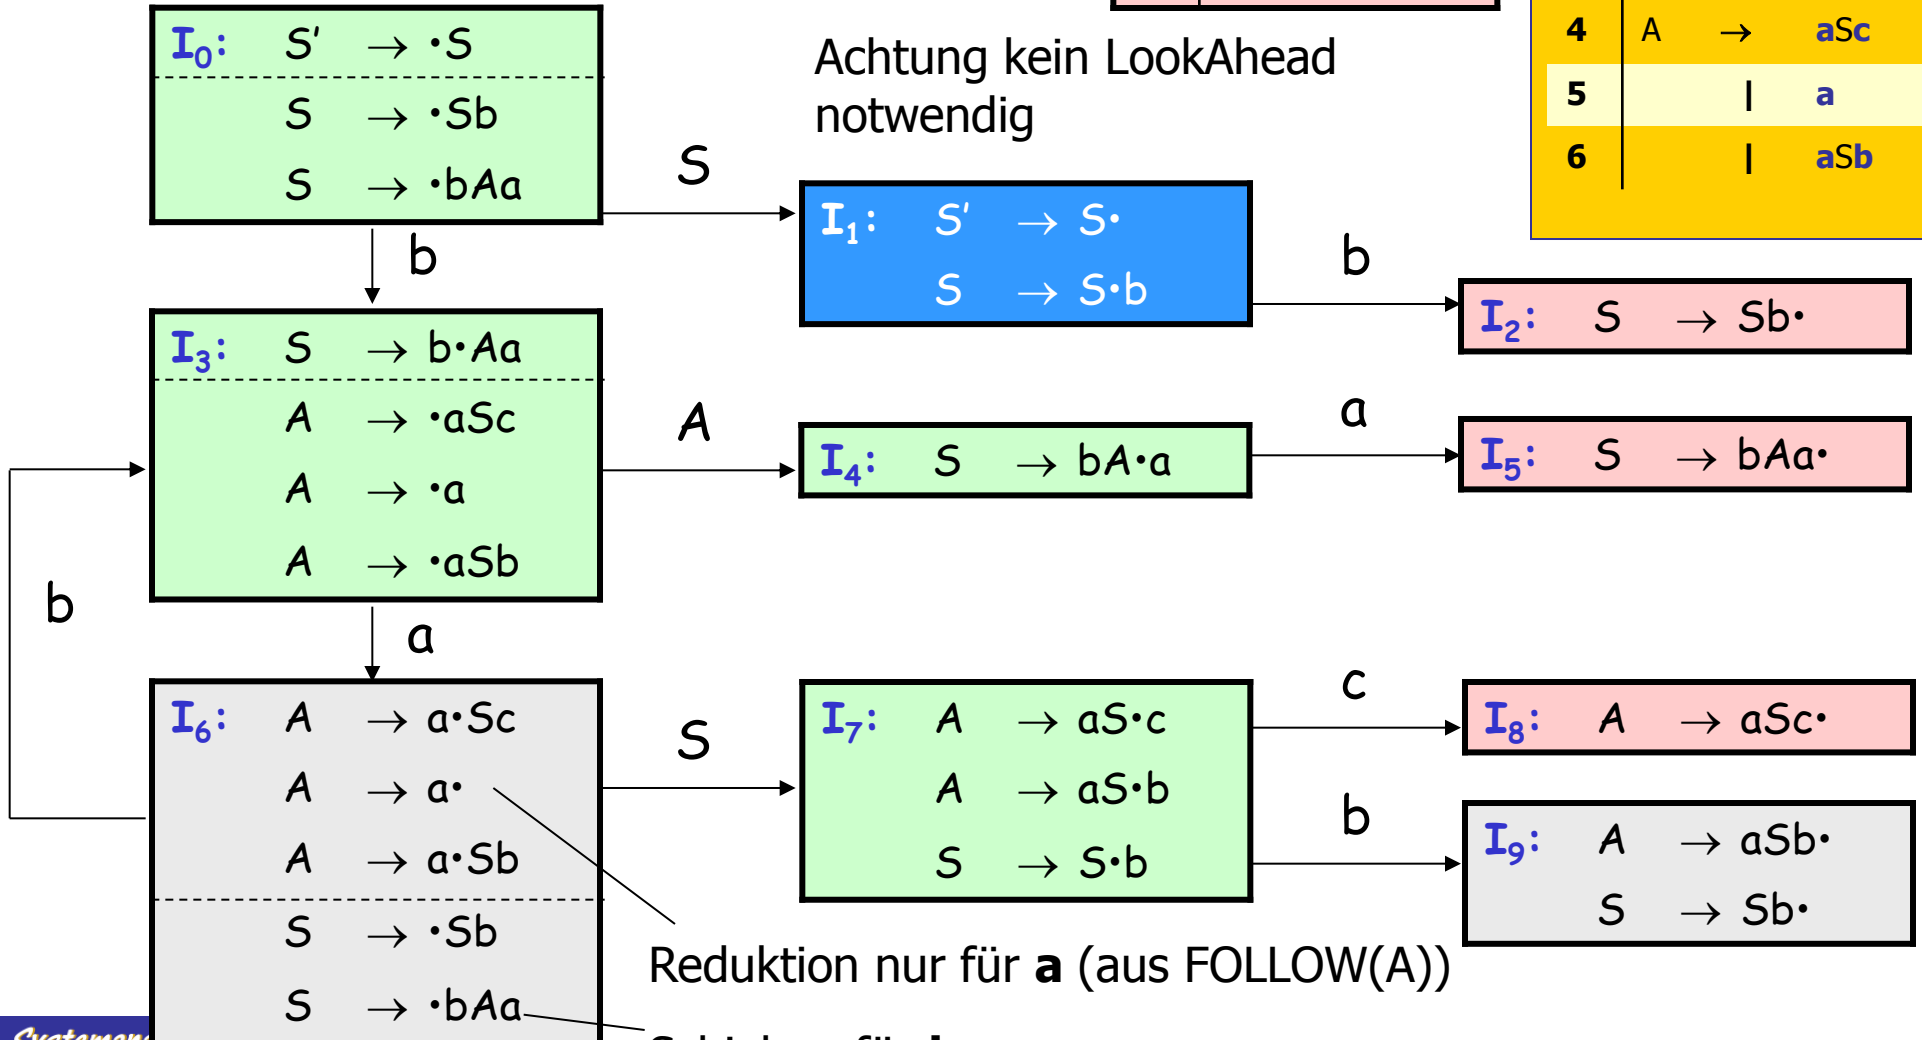 I0: S' → •S
S → •Sb
S → •bAa
Achtung kein LookAhead
notwendig
4 A → aSc
5 | a
6 | aSb
S
b
I1: S' → S•
S → S•b
b
I2: S → Sb•
I3: S → b•Aa
A → •aSc
A → •a
A → •aSb
A
I4: S → bA•a
a
I5: S → bAa•
b
a
I6: A → a•Sc
A → a•
A → a•Sb
S → •Sb
S → •bAa
S
I7: A → aS•c
A → aS•b
S → S•b
c
I8: A → aSc•
b
I9: A → aSb•
S → Sb•
Reduktion nur für a (aus FOLLOW(A))